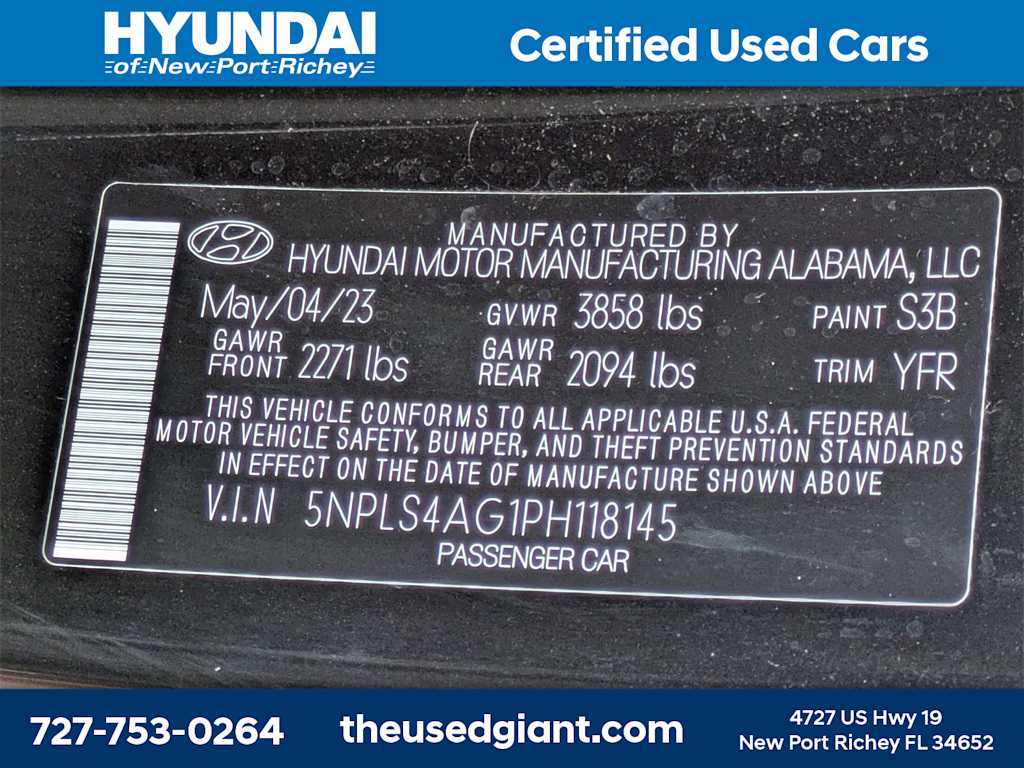 HYUNDAI
of New Port Richey
Certified Used Cars
MANUFACTURED BY
HYUNDAI MOTOR MANUFACTURING ALABAMA, LLC
May/04/23 GVWR 3858 lbs PAINT S3B
GAWR FRONT 2271 lbs GAWR REAR 2094 lbs TRIM YFR
THIS VEHICLE CONFORMS TO ALL APPLICABLE U.S.A. FEDERAL
MOTOR VEHICLE SAFETY, BUMPER, AND THEFT PREVENTION STANDARDS
IN EFFECT ON THE DATE OF MANUFACTURE SHOWN ABOVE
V.I.N 5NPLS4AG1PH118145
PASSENGER CAR
727-753-0264
theusedgiant.com
4727 US Hwy 19
New Port Richey FL 34652